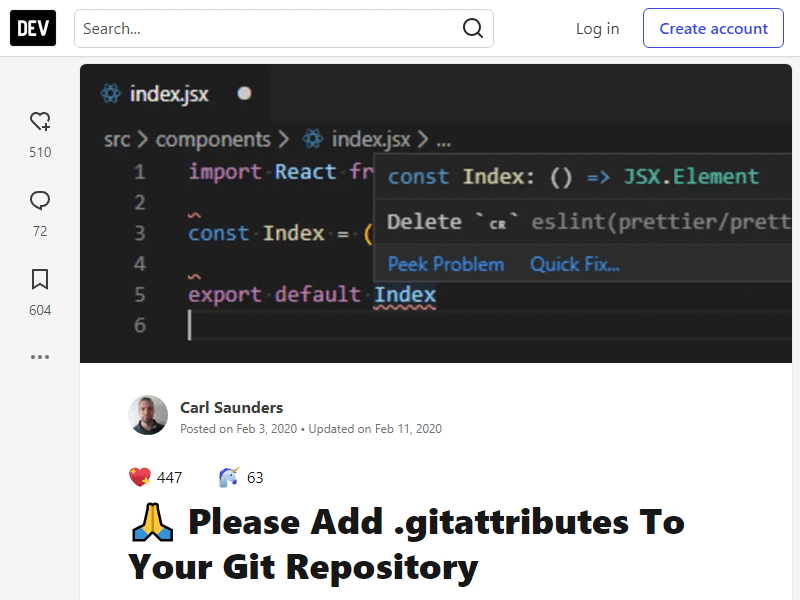 DEV
Search...
Log in
Create account
510
72
604
index.jsx
src > components > index.jsx > ...
1 import React fr
2
3 const Index = (
4
5 export default Index
6
const Index: () => JSX.Element
Delete `CR` eslint(prettier/prett
Peek Problem Quick Fix...
Carl Saunders
Posted on Feb 3, 2020 • Updated on Feb 11, 2020
447 63
🙏 Please Add .gitattributes To
Your Git Repository